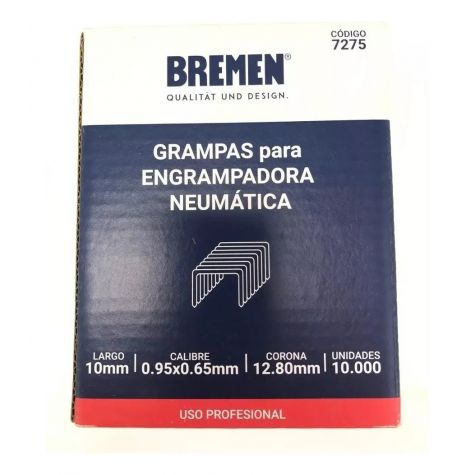 CÓDIGO
7275
BREMEN®
QUALITÄT UND DESIGN.
GRAMPAS para
ENGRAMPADORA
NEUMÁTICA
LARGO CALIBRE CORONA UNIDADES
10mm 0.95x0.65mm 12.80mm 10.000
USO PROFESIONAL